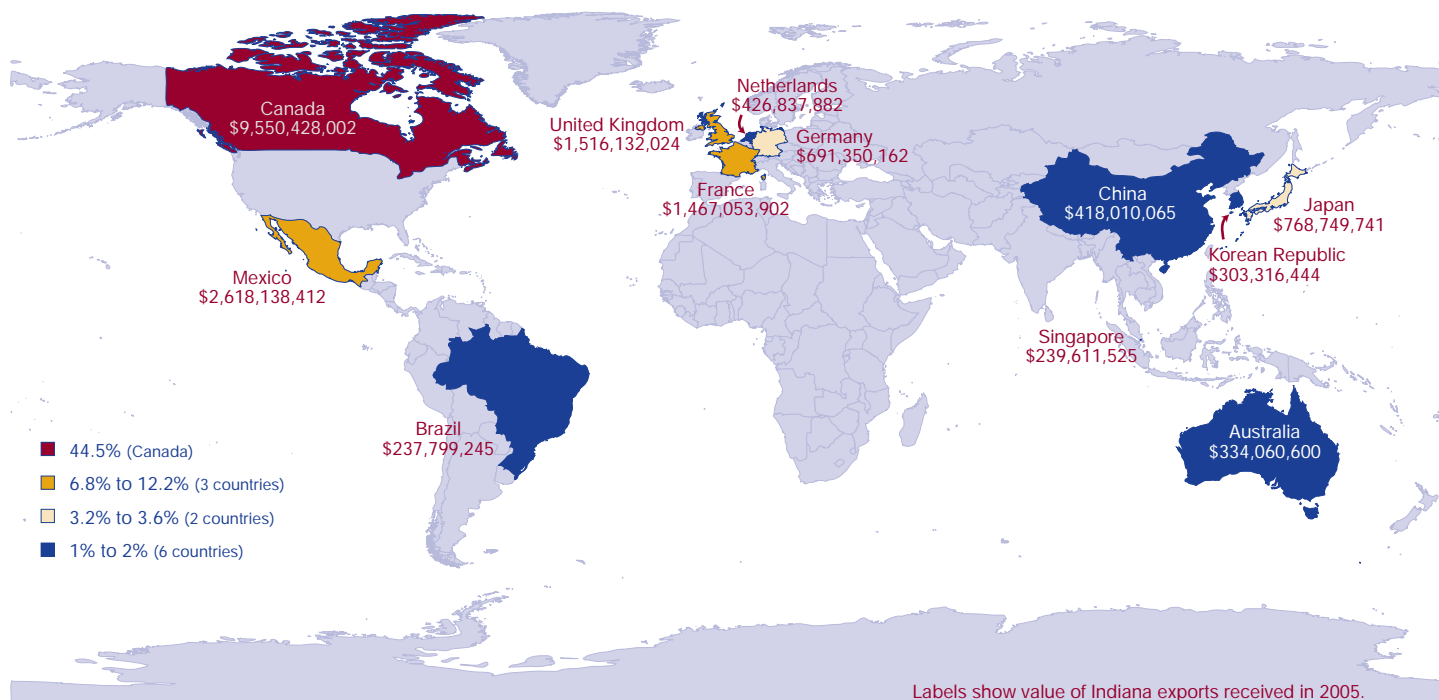 Canada
$9,550,428,002
Netherlands
$426,837,882
United Kingdom
$1,516,132,024
Germany
$691,350,162
France
$1,467,053,902
China
$418,010,065
Japan
$768,749,741
Korean Republic
$303,316,444
Mexico
$2,618,138,412
Singapore
$239,611,525
Brazil
$237,799,245
Australia
$334,060,600
44.5% (Canada)
6.8% to 12.2% (3 countries)
3.2% to 3.6% (2 countries)
1% to 2% (6 countries)
Labels show value of Indiana exports received in 2005.